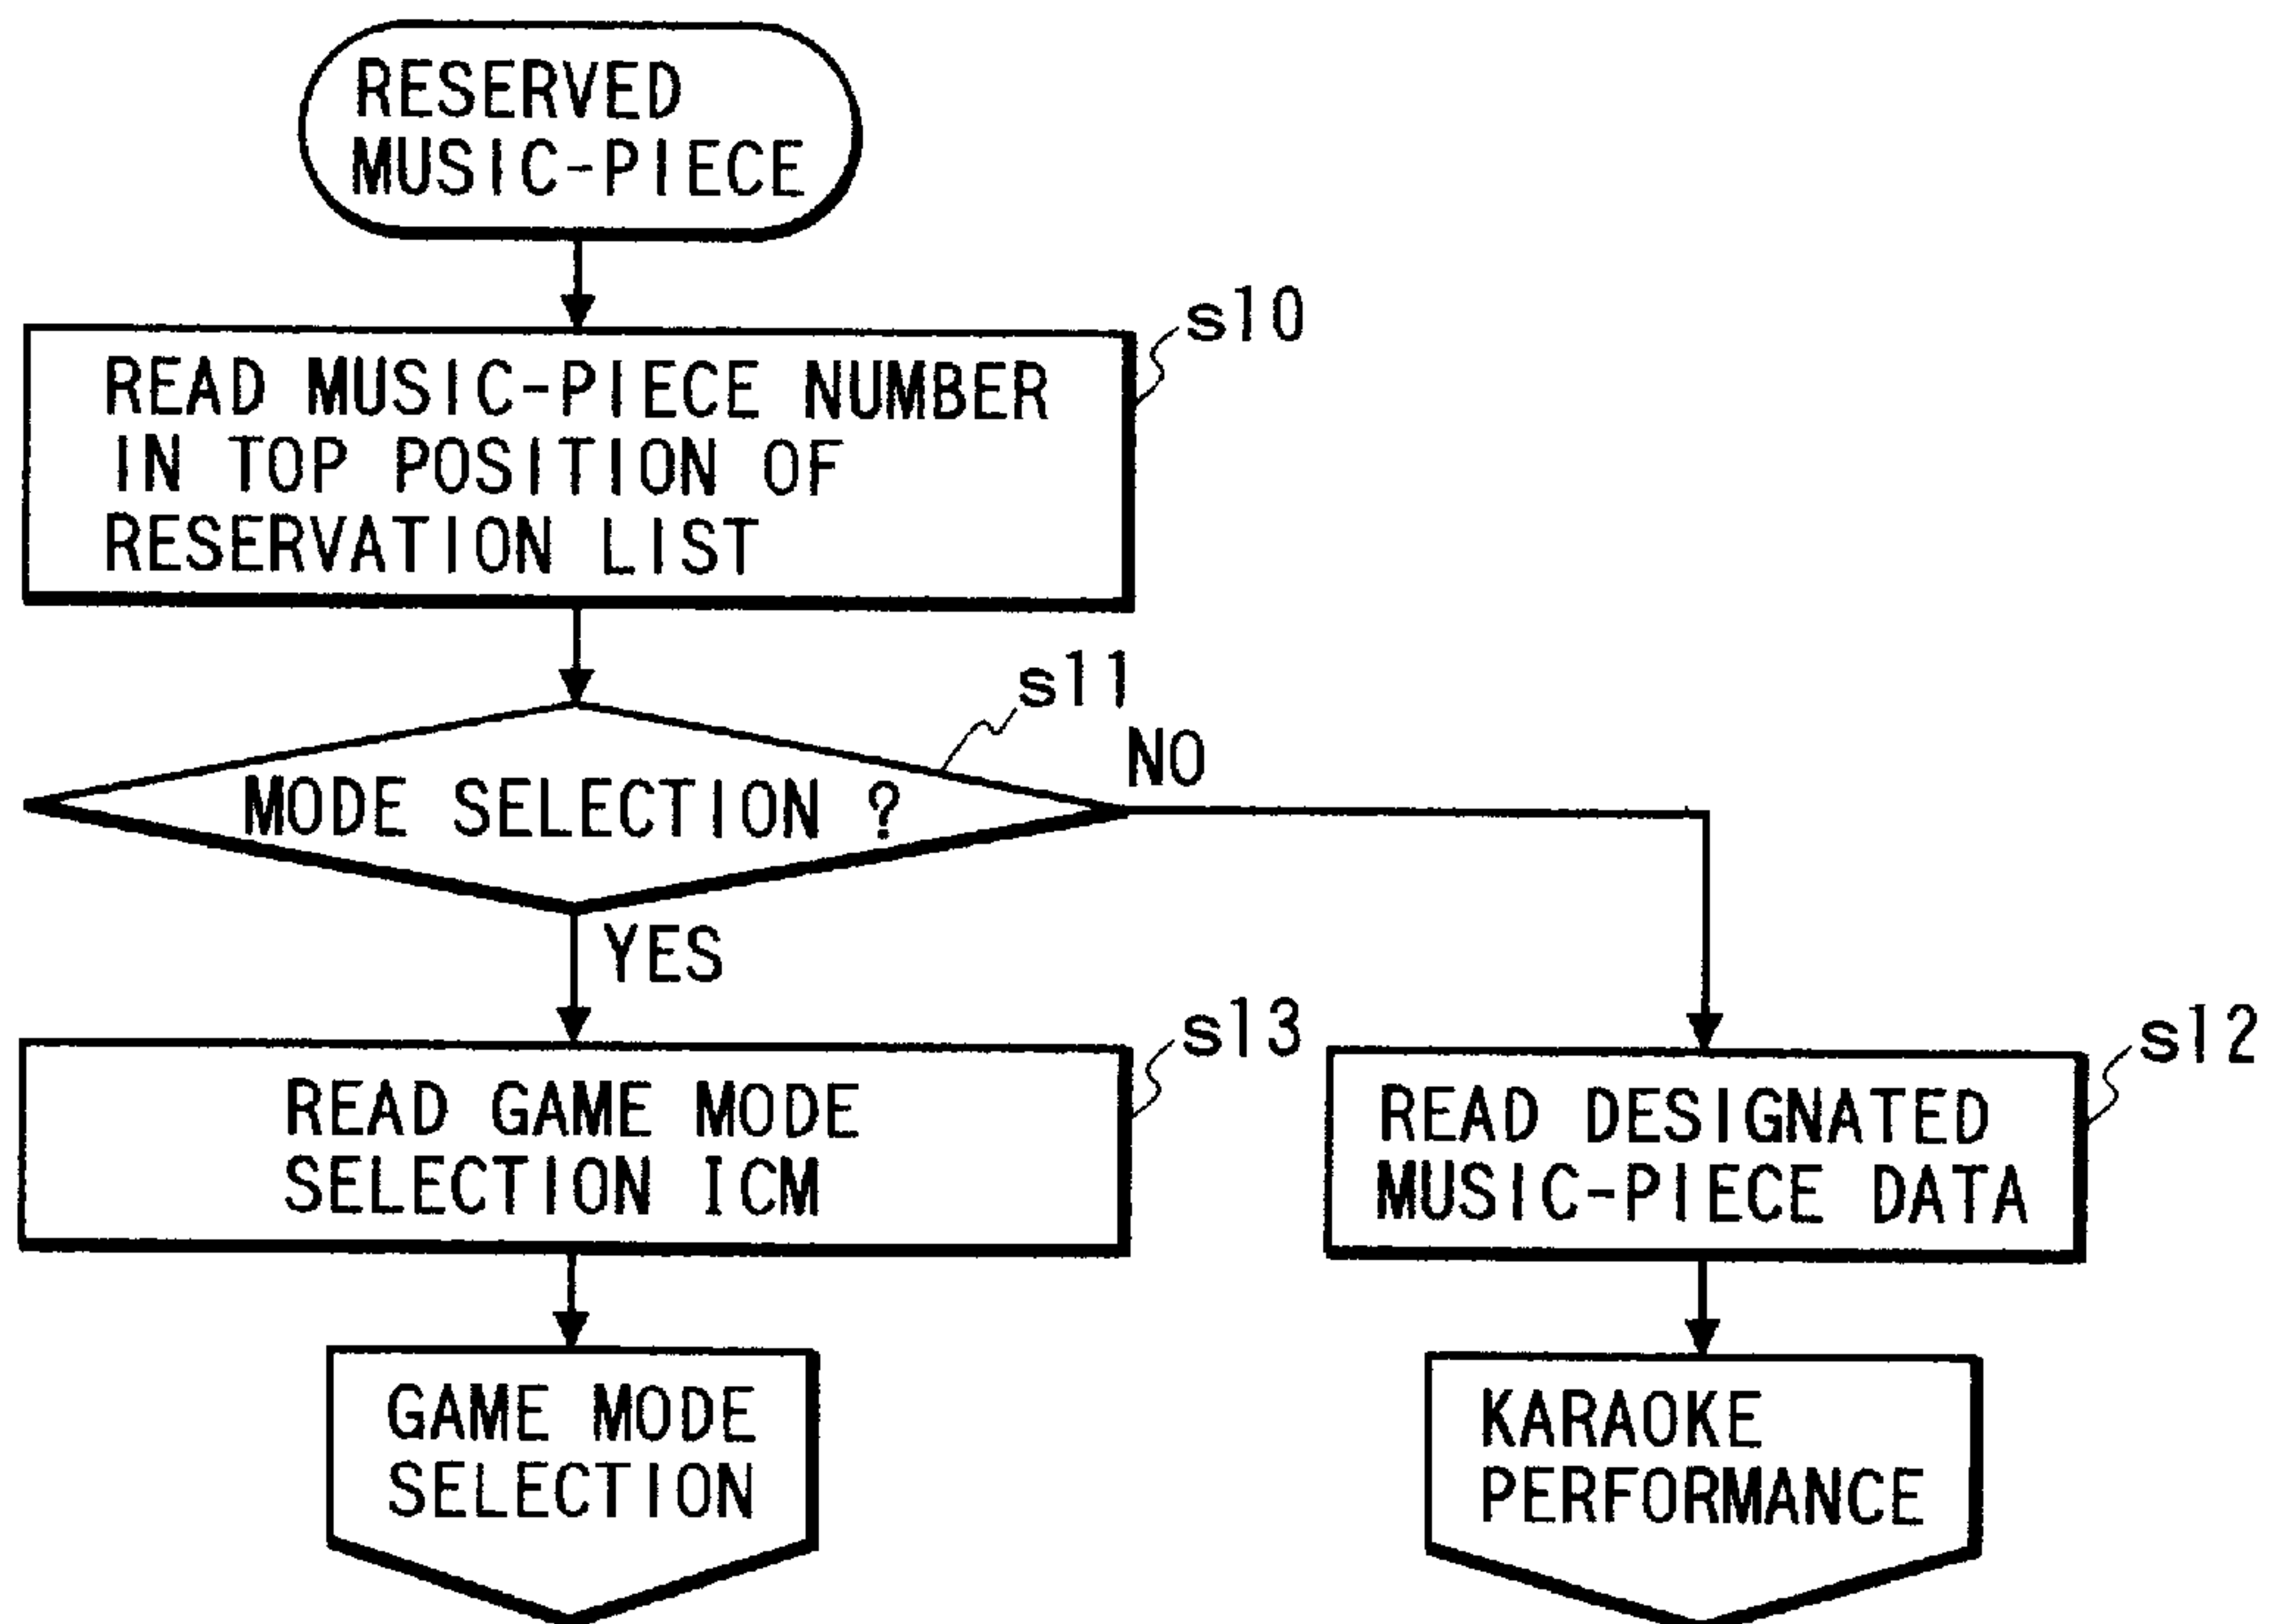 RESERVED
MUSIC-PIECE
s10
READ MUSIC-PIECE NUMBER
IN TOP POSITION OF
RESERVATION LIST
s11
MODE SELECTION ?
NO
YES
s13
READ GAME MODE
SELECTION ICM
s12
READ DESIGNATED
MUSIC-PIECE DATA
GAME MODE
SELECTION
KARAOKE
PERFORMANCE